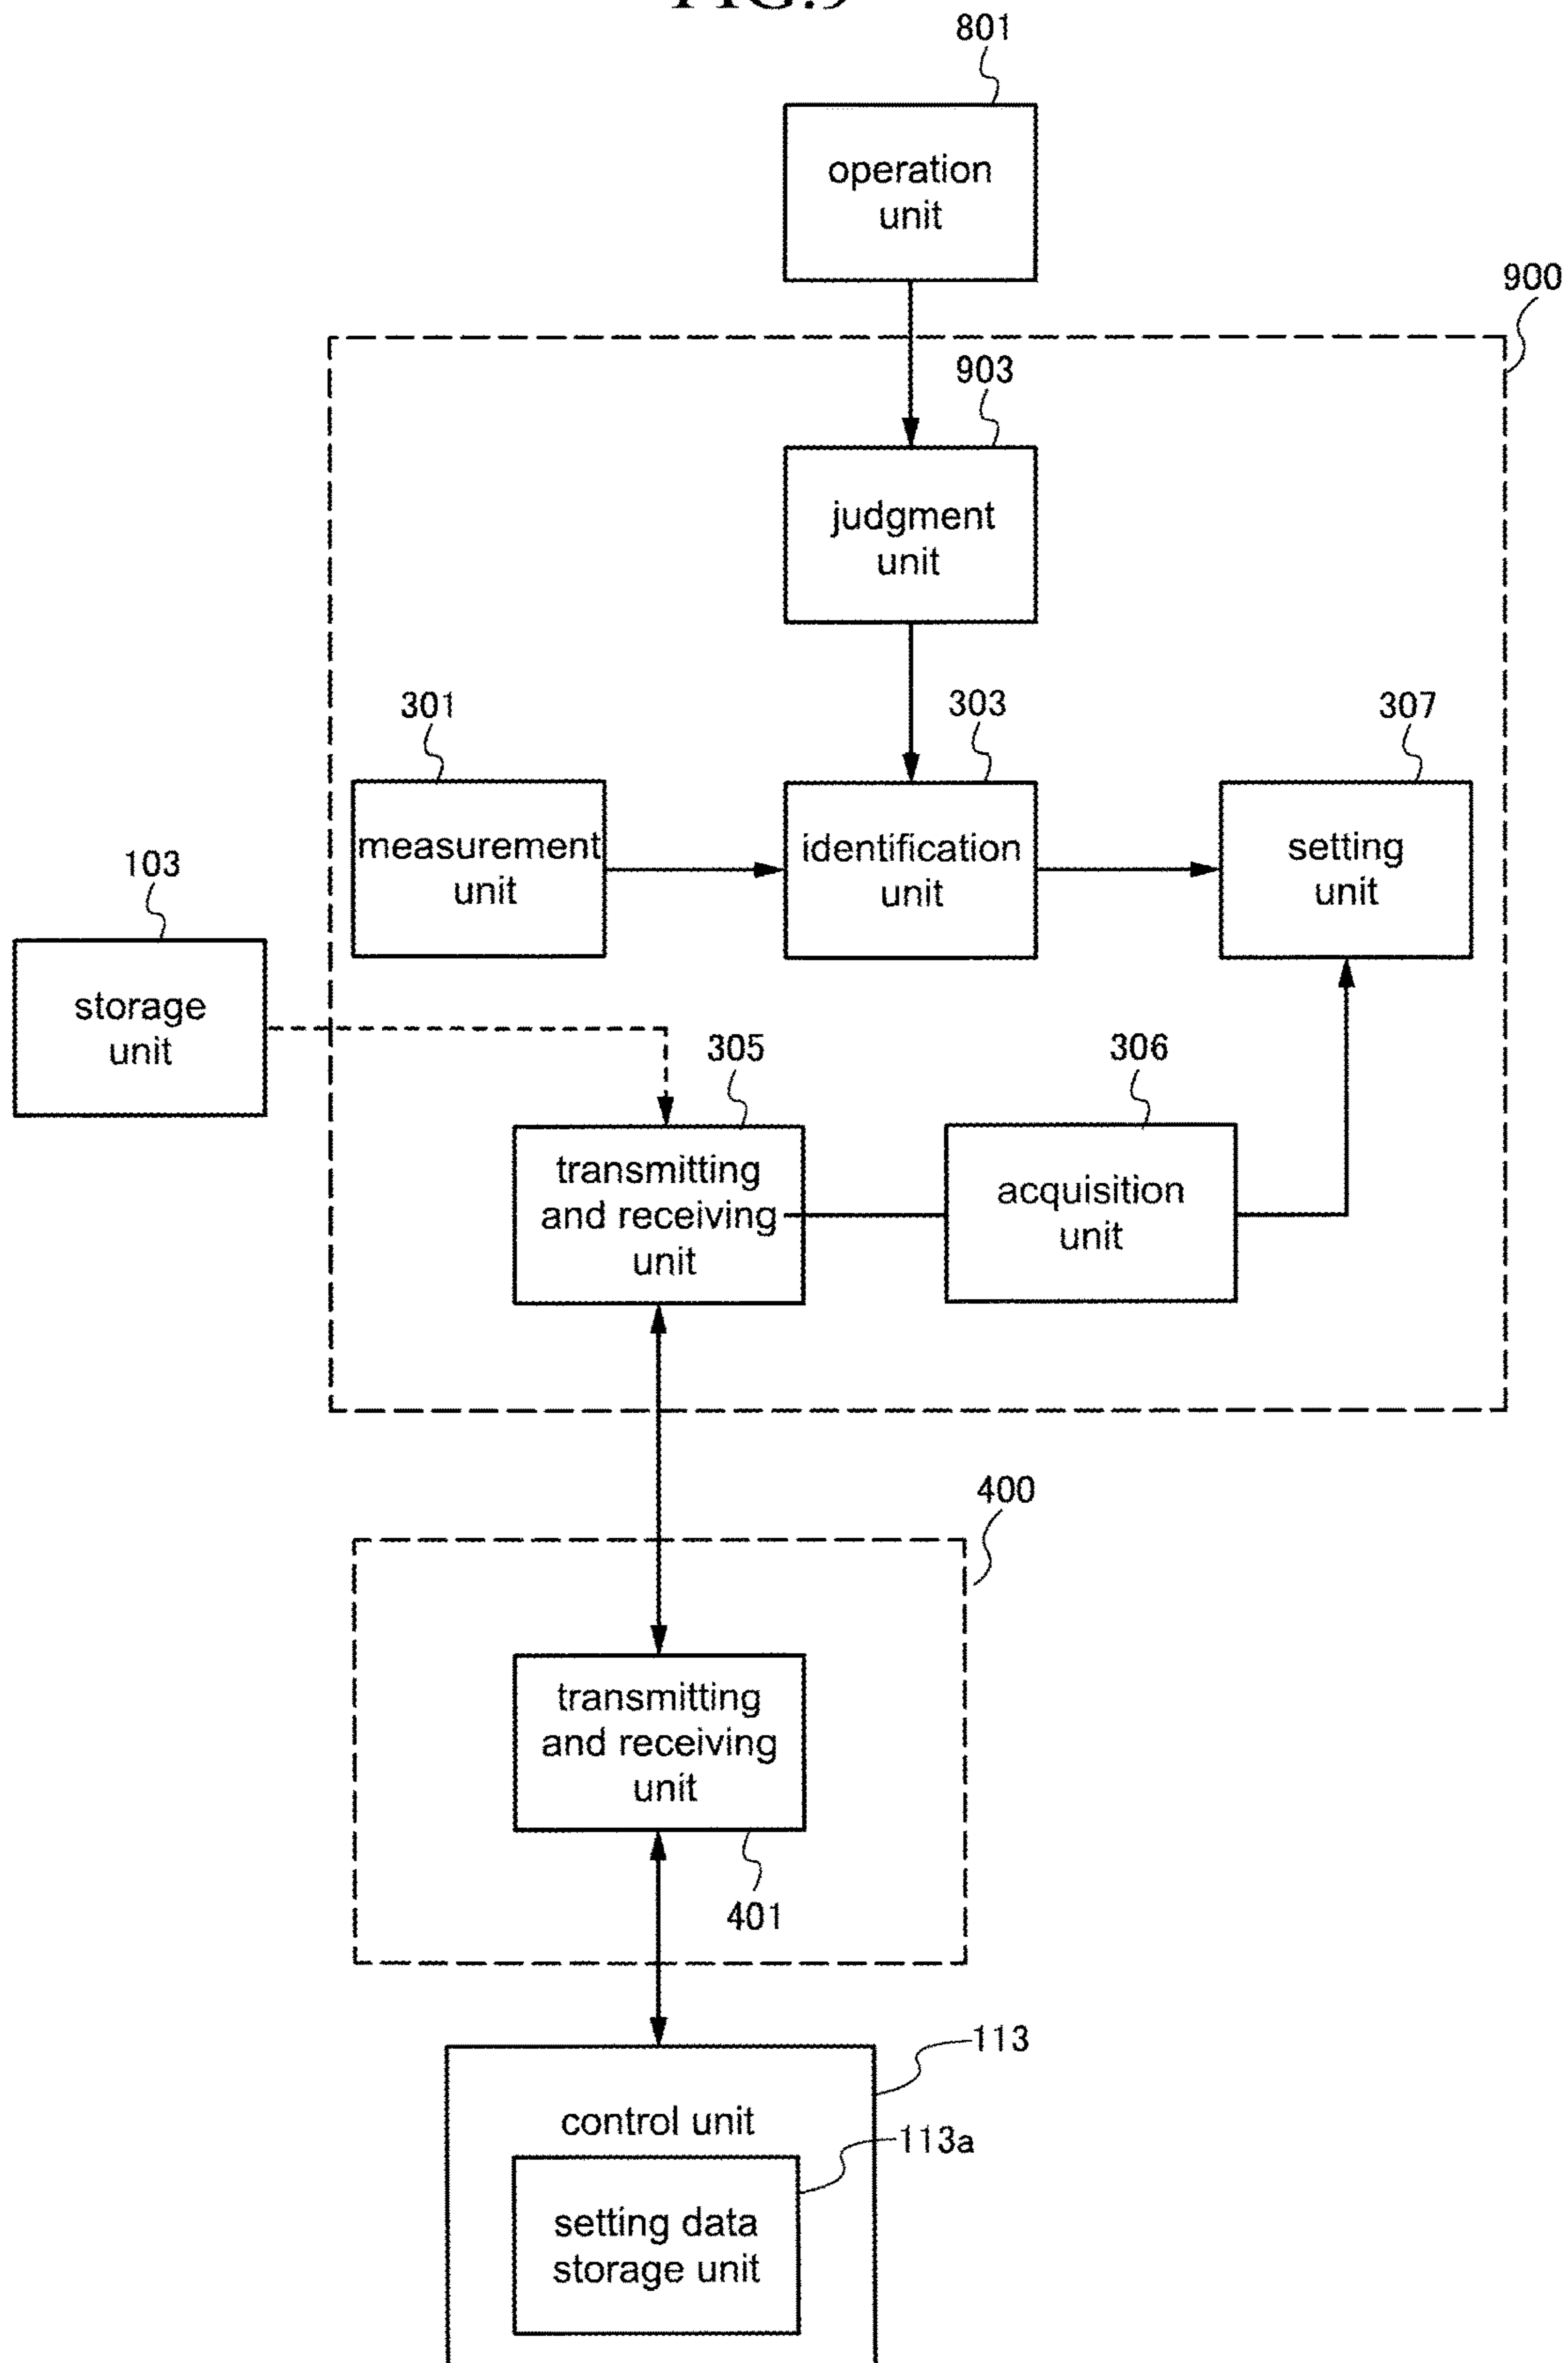 FIG.9
801
operation
unit
900
903
judgment
unit
301
303
307
measurement
unit
identification
unit
setting
unit
103
storage
unit
305
306
transmitting
and receiving
unit
acquisition
unit
400
transmitting
and receiving
unit
401
113
control unit
113a
setting data
storage unit